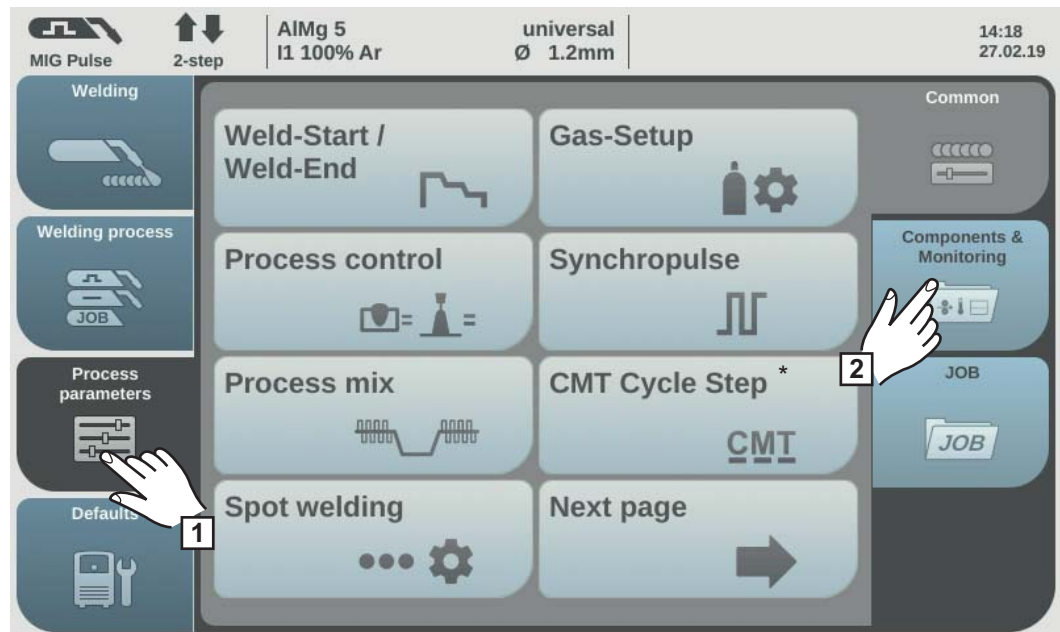 MIG Pulse
2-step
AlMg 5
I1 100% Ar
universal
Ø 1.2mm
14:18
27.02.19
Welding
Welding process
JOB
Process
parameters
Defaults
1
Weld-Start /
Weld-End
Gas-Setup
Process control
= =
Synchropulse
Process mix
CMT Cycle Step *
CMT
Spot welding
Next page
Common
Components &
Monitoring
2
JOB
JOB